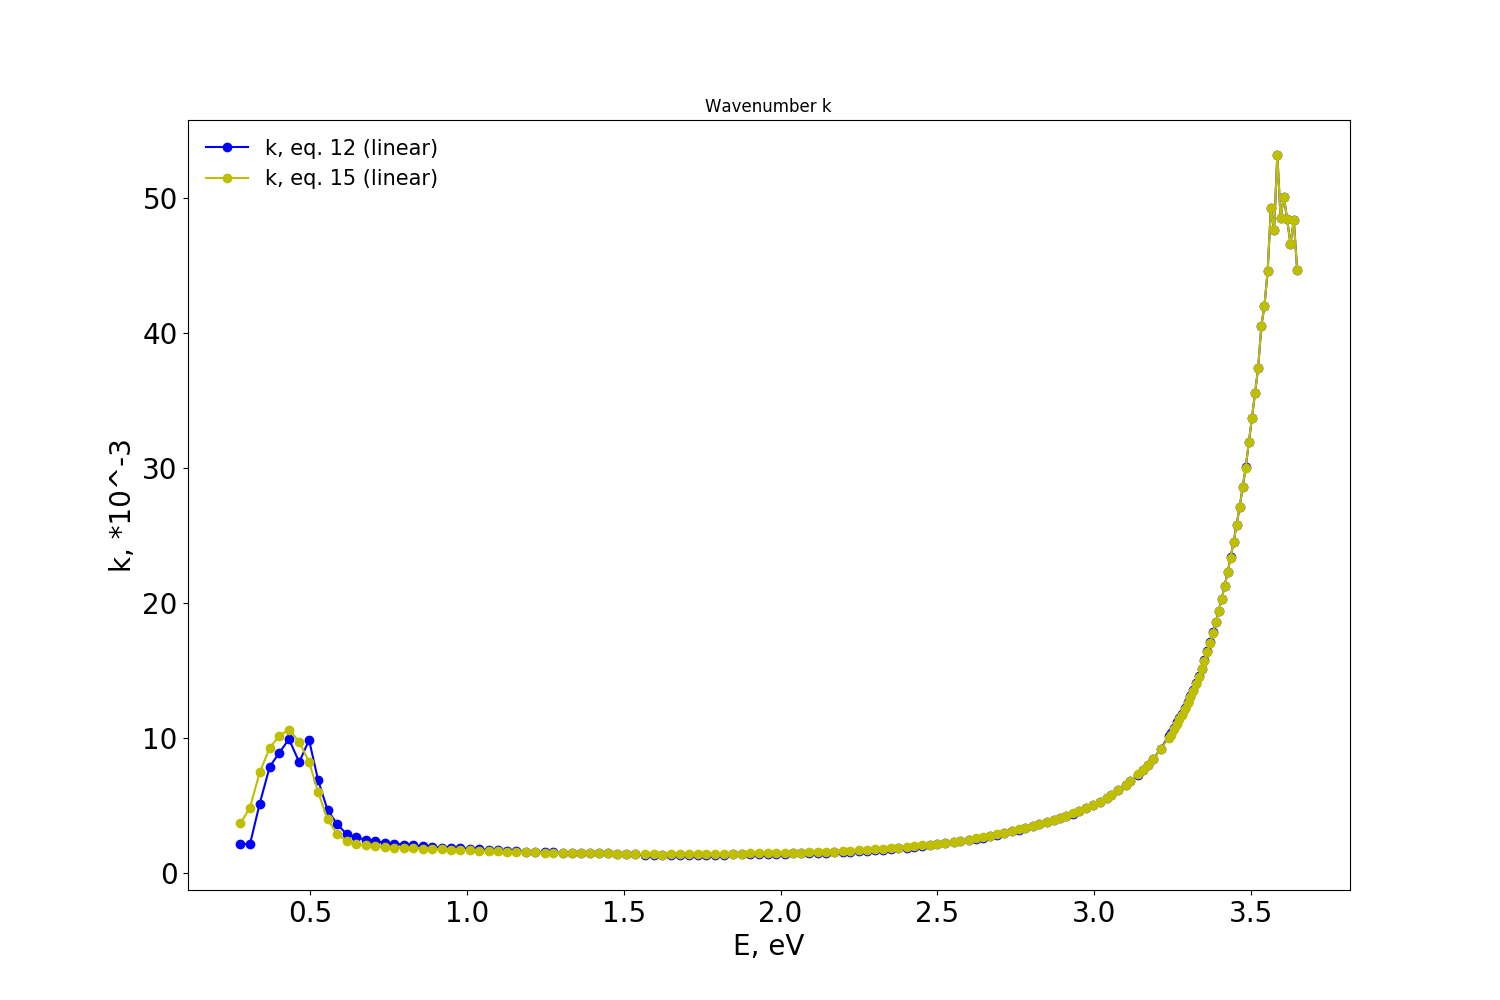 Wavenumber k
k, eq. 12 (linear)
k, eq. 15 (linear)
50
40
30
20
10
0
k, *10^-3
0.5 1.0 1.5 2.0 2.5 3.0 3.5
E, eV